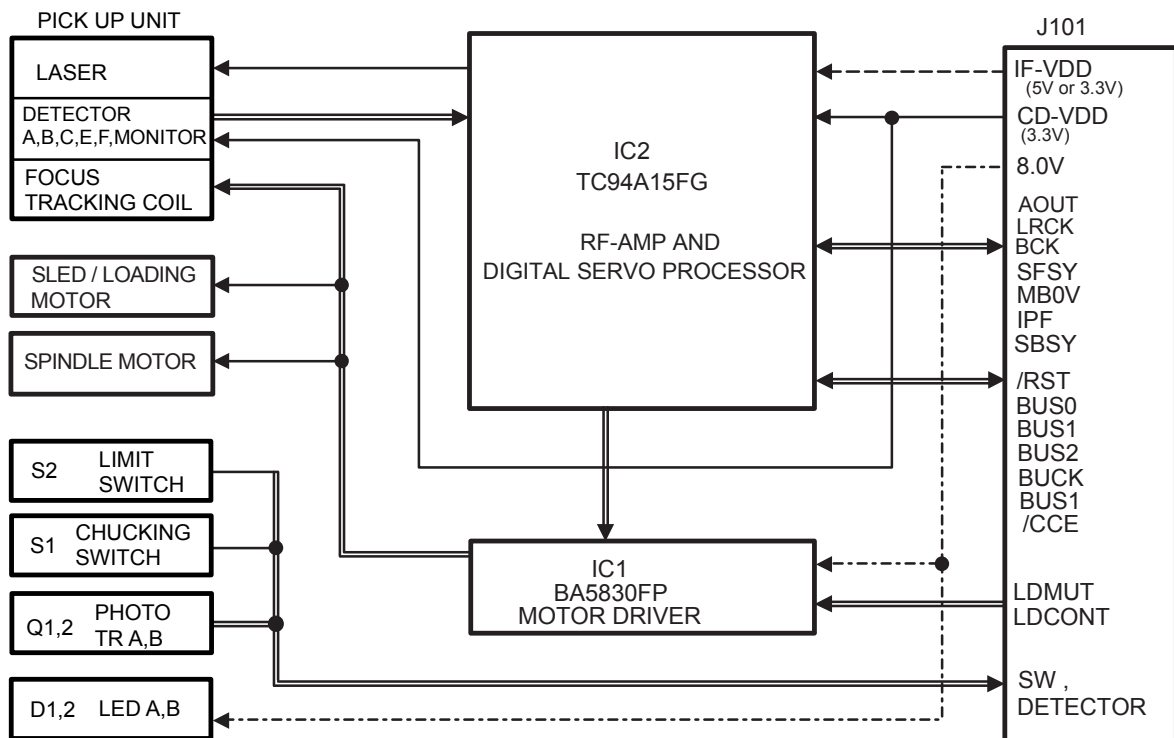 PICK UP UNIT
LASER
DETECTOR
A,B,C,E,F,MONITOR
FOCUS
TRACKING COIL
SLED / LOADING
MOTOR
SPINDLE MOTOR
S2 LIMIT
SWITCH
S1 CHUCKING
SWITCH
Q1,2 PHOTO
TR A,B
D1,2 LED A,B
IC2
TC94A15FG
RF-AMP AND
DIGITAL SERVO PROCESSOR
IC1
BA5830FP
MOTOR DRIVER
J101
IF-VDD
(5V or 3.3V)
CD-VDD
(3.3V)
8.0V
AOUT
LRCK
BCK
SFSY
MB0V
IPF
SBSY
/RST
BUS0
BUS1
BUS2
BUCK
BUS1
/CCE
LDMUT
LDCONT
SW ,
DETECTOR